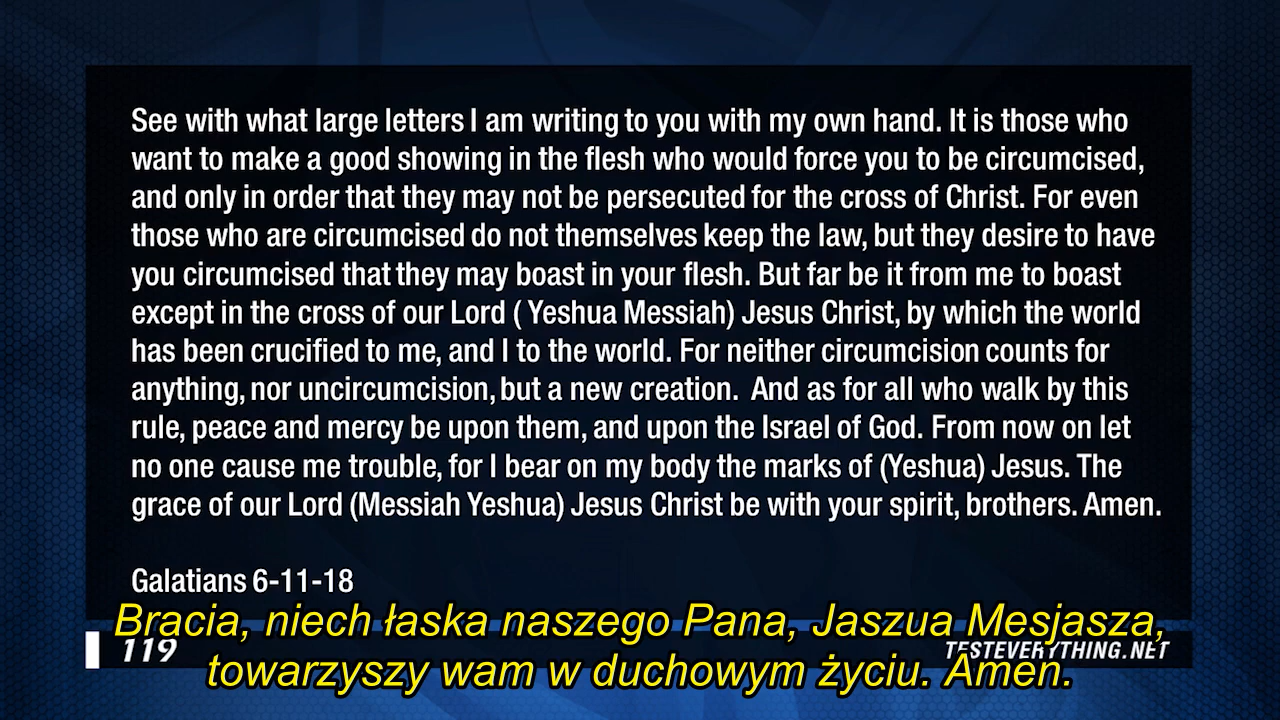 See with what large letters I am writing to you with my own hand. It is those who
want to make a good showing in the flesh who would force you to be circumcised,
and only in order that they may not be persecuted for the cross of Christ. For even
those who are circumcised do not themselves keep the law, but they desire to have
you circumcised that they may boast in your flesh. But far be it from me to boast
except in the cross of our Lord ( Yeshua Messiah) Jesus Christ, by which the world
has been crucified to me, and I to the world. For neither circumcision counts for
anything, nor uncircumcision, but a new creation.  And as for all who walk by this
rule, peace and mercy be upon them, and upon the Israel of God. From now on let
no one cause me trouble, for I bear on my body the marks of (Yeshua) Jesus. The
grace of our Lord (Messiah Yeshua) Jesus Christ be with your spirit, brothers. Amen.
Galatians 6-11-18
Bracia, niech łaska naszego Pana, Jaszua Mesjasza,
119
TESTEVERYTHING.NET
towarzyszy wam w duchowym życiu. Amen.